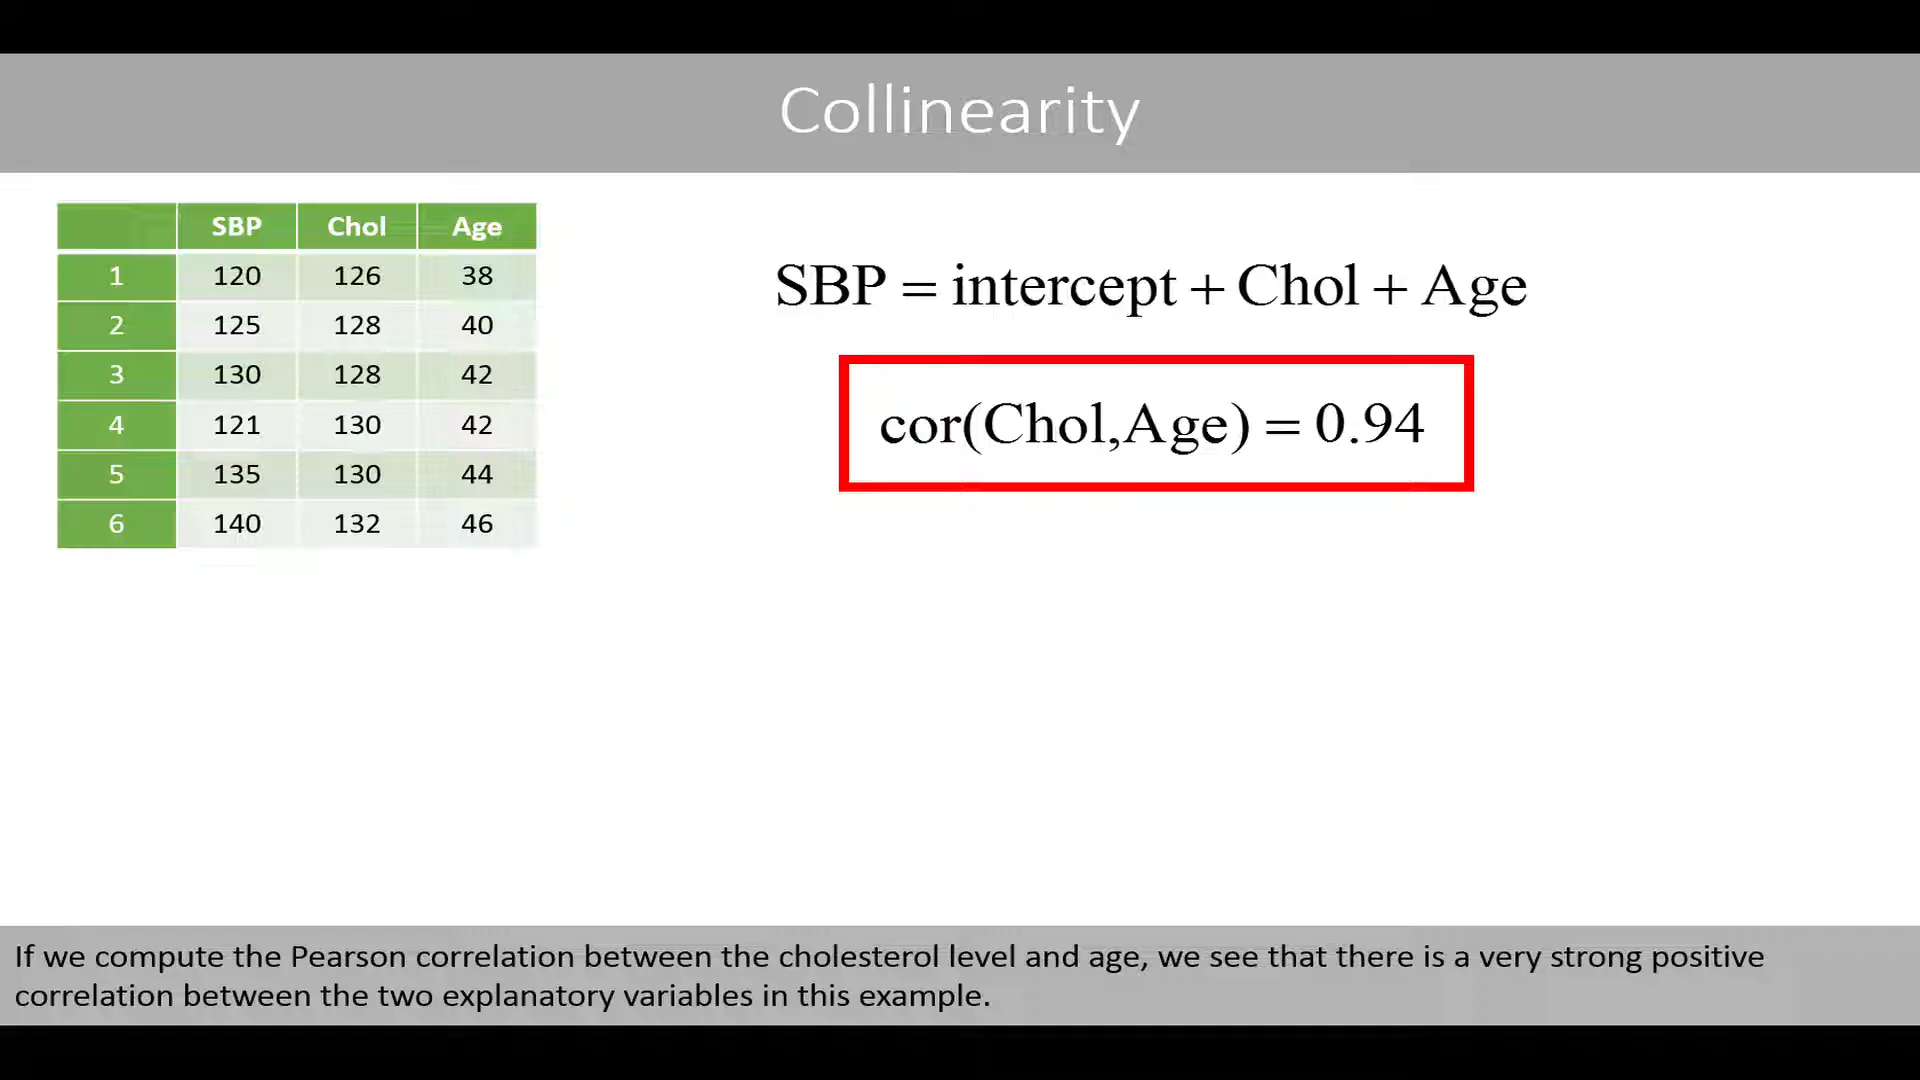 Collinearity
SBP Chol Age
1 120 126 38
2 125 128 40
3 130 128 42
4 121 130 42
5 135 130 44
6 140 132 46
SBP = intercept + Chol + Age
cor(Chol,Age) = 0.94
If we compute the Pearson correlation between the cholesterol level and age, we see that there is a very strong positive
correlation between the two explanatory variables in this example.